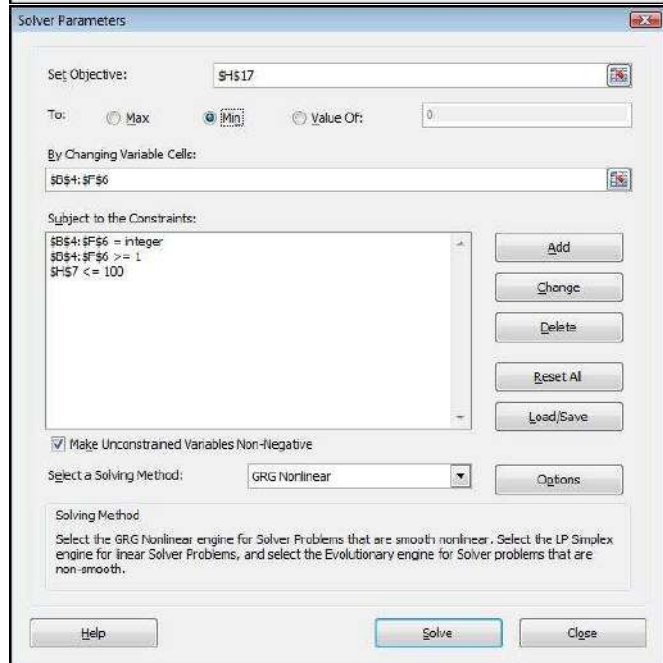 Solver Parameters
Set Objective: $H$17
To: Max Min Value Of: 0
By Changing Variable Cells:
$B$4:$F$6
Subject to the Constraints:
$B$4:$F$6 = integer
$B$4:$F$6 >= 1
$H$7 <= 100
Add
Change
Delete
Reset All
Load/Save
Make Unconstrained Variables Non-Negative
Select a Solving Method: GRG Nonlinear Options
Solving Method
Select the GRG Nonlinear engine for Solver Problems that are smooth nonlinear. Select the LP Simplex
engine for linear Solver Problems, and select the Evolutionary engine for Solver problems that are
non-smooth.
Help Solve Close